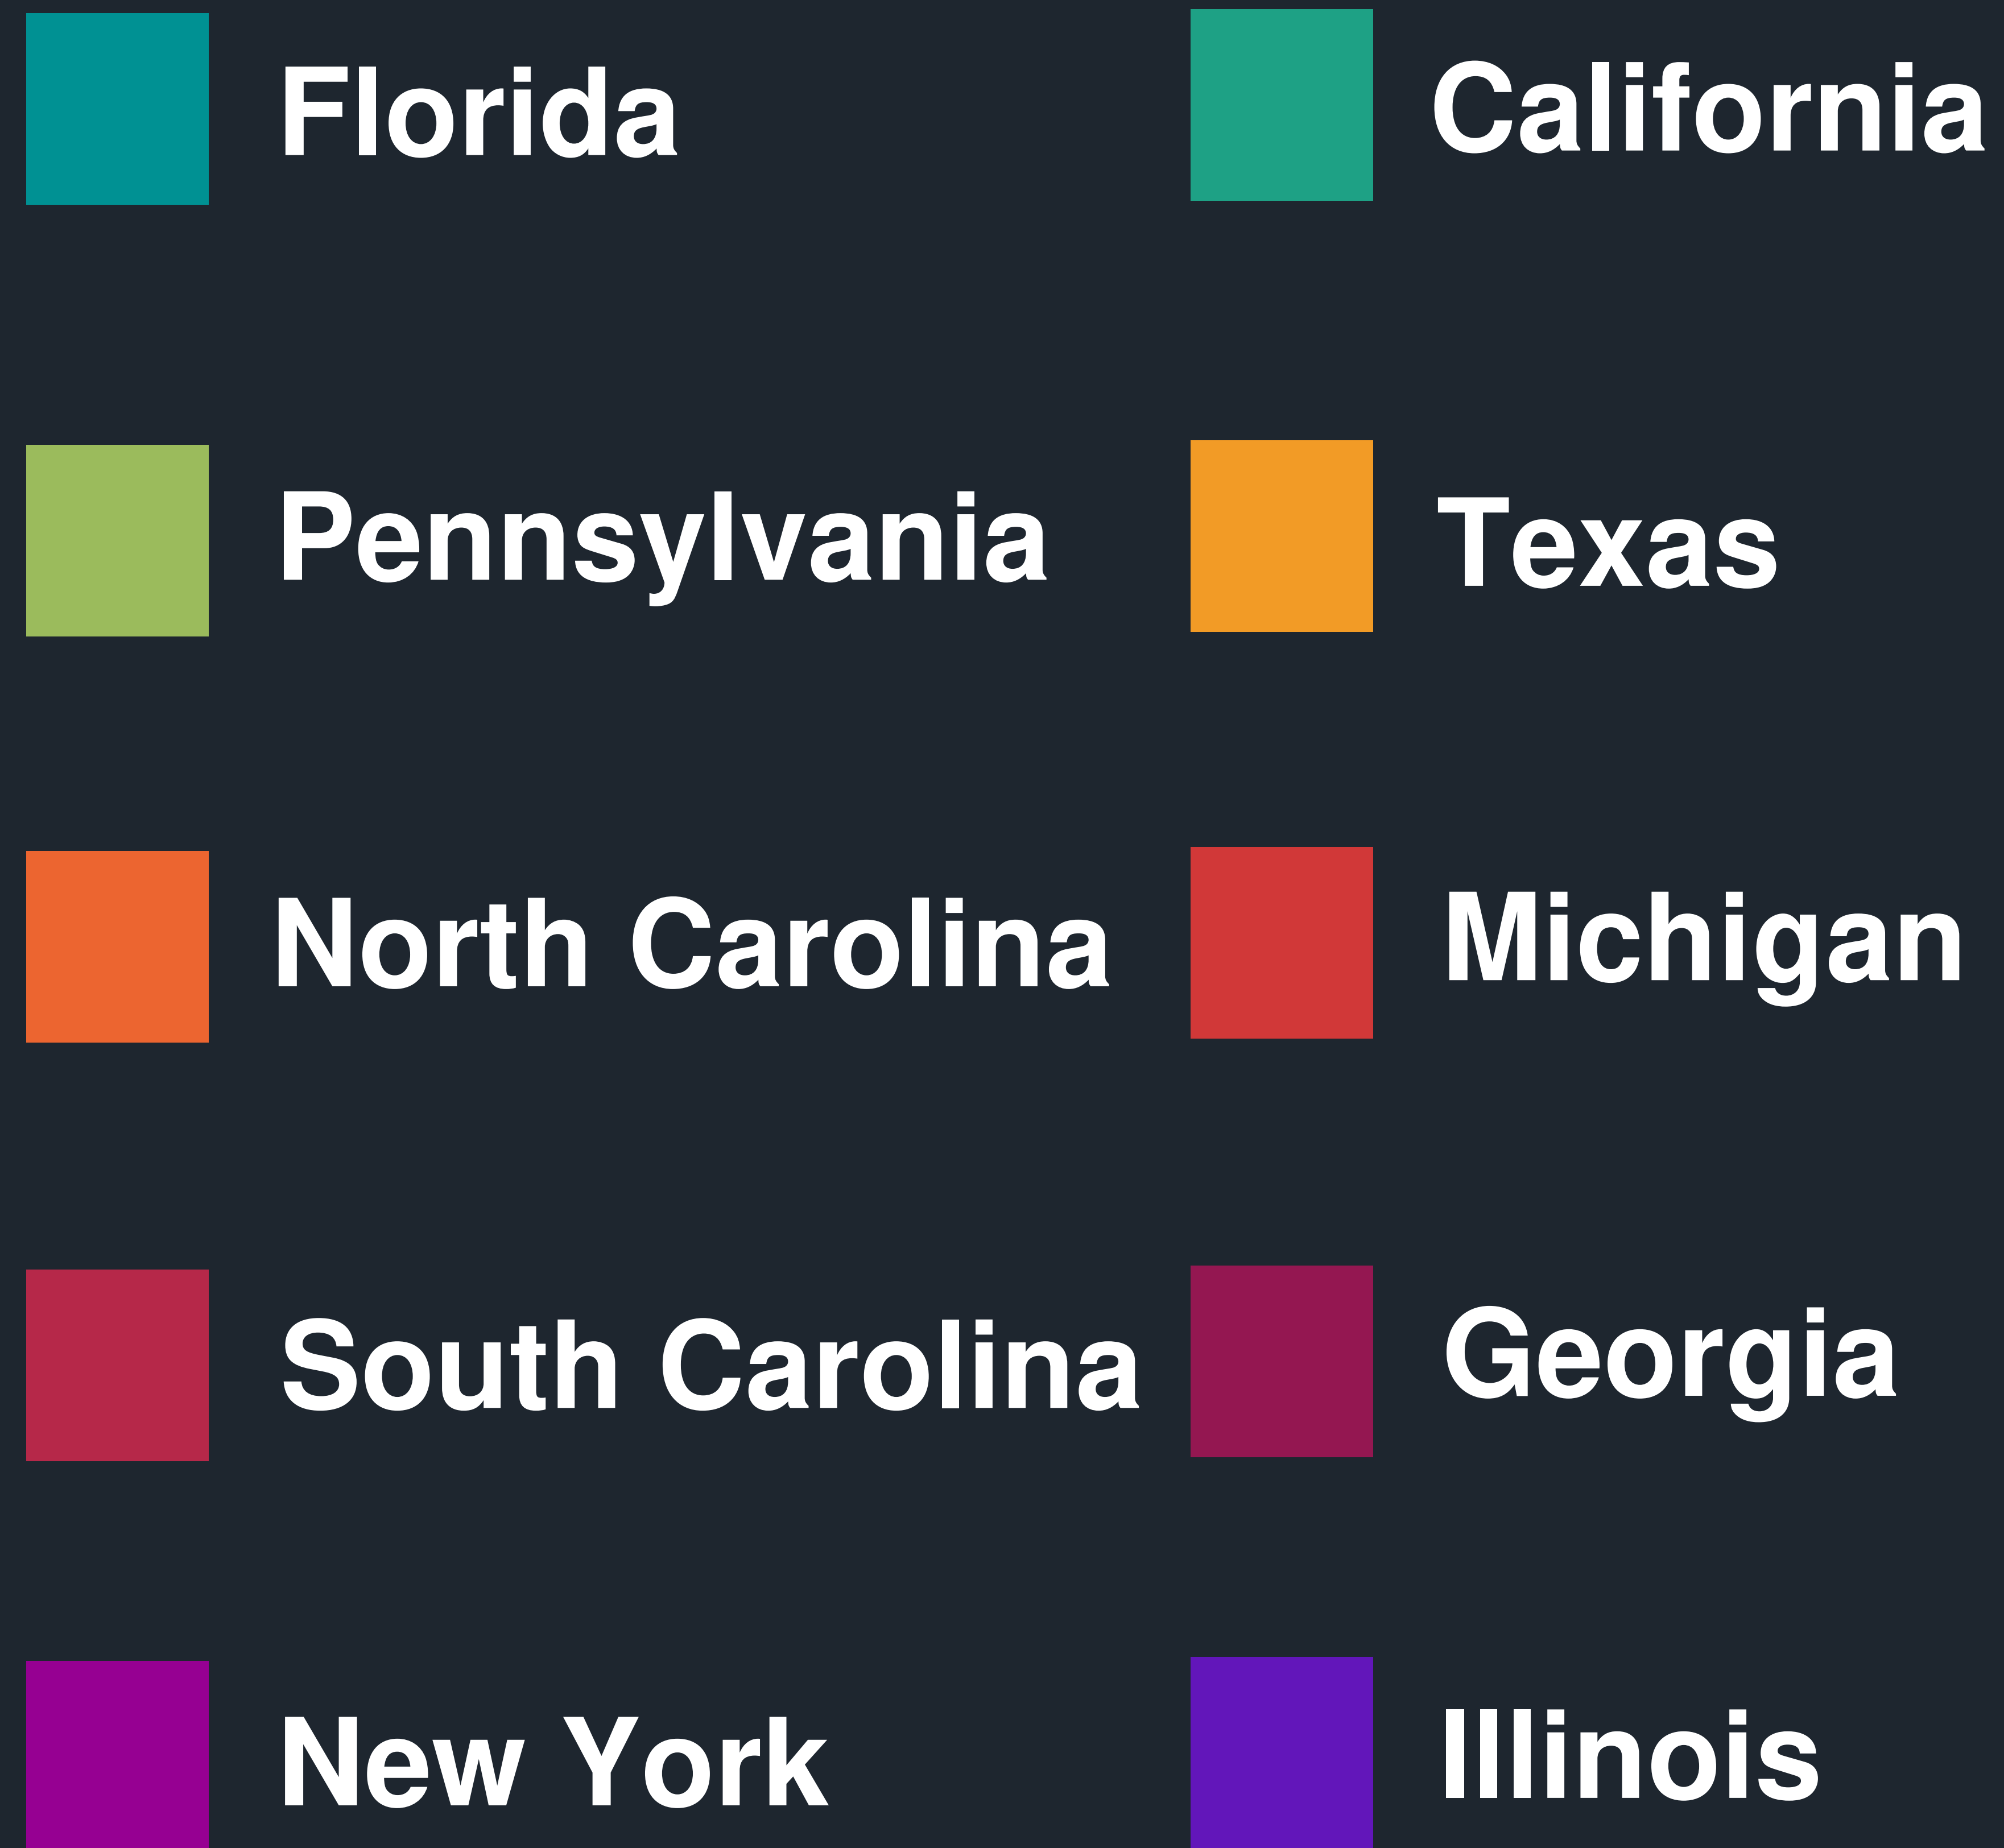 Florida
California
Pennsylvania
Texas
North Carolina
Michigan
South Carolina
Georgia
New York
Illinois